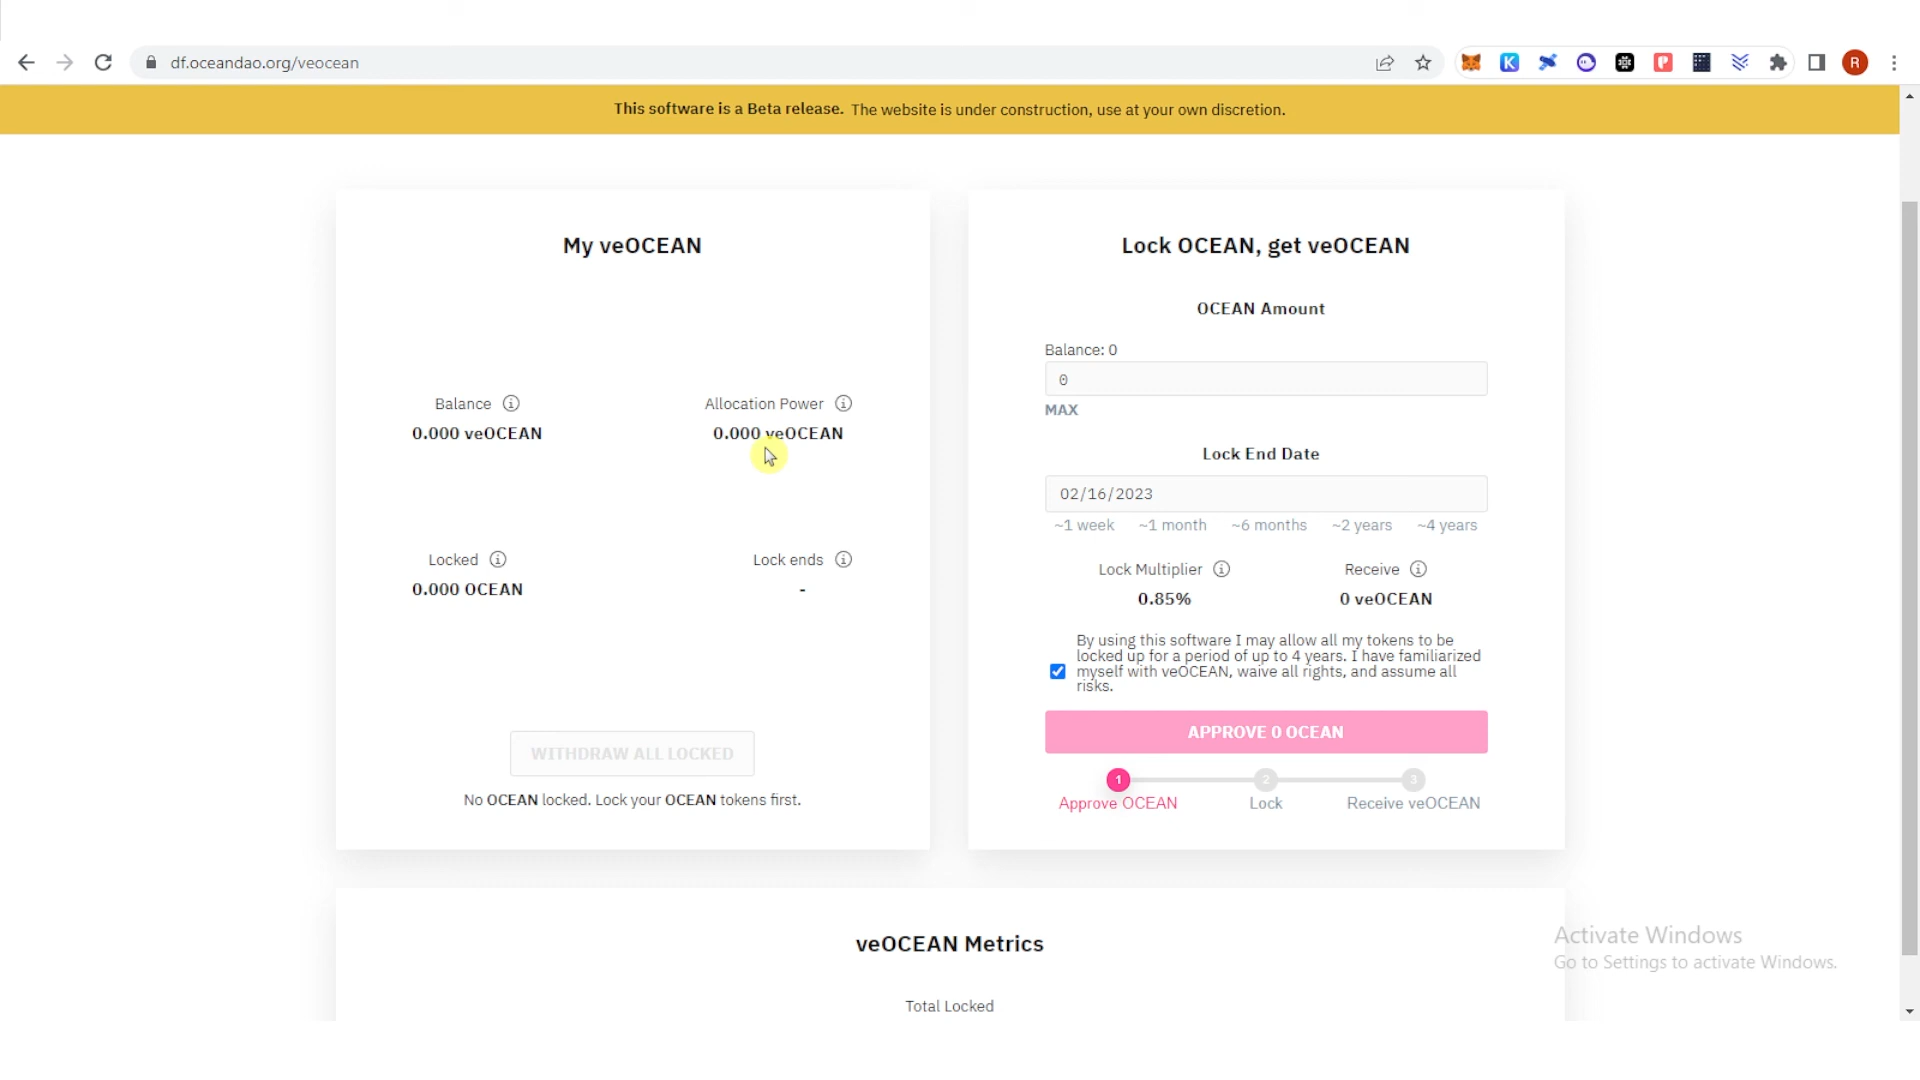 df.oceandao.org/veocean
R
This software is a Beta release. The website is under construction, use at your own discretion.
My veOCEAN
Balance
0.000 veOCEAN
Allocation Power
0.000 veOCEAN
Locked
0.000 OCEAN
Lock ends
-
WITHDRAW ALL LOCKED
No OCEAN locked. Lock your OCEAN tokens first.
Lock OCEAN, get veOCEAN
OCEAN Amount
Balance: 0
0
MAX
Lock End Date
02/16/2023
~1 week ~1 month ~6 months ~2 years ~4 years
Lock Multiplier
0.85%
Receive
0 veOCEAN
By using this software I may allow all my tokens to be
locked up for a period of up to 4 years. I have familiarized
myself with veOCEAN, waive all rights, and assume all
risks.
APPROVE 0 OCEAN
1 2 3
Approve OCEAN Lock Receive veOCEAN
veOCEAN Metrics
Total Locked
Activate Windows
Go to Settings to activate Windows.